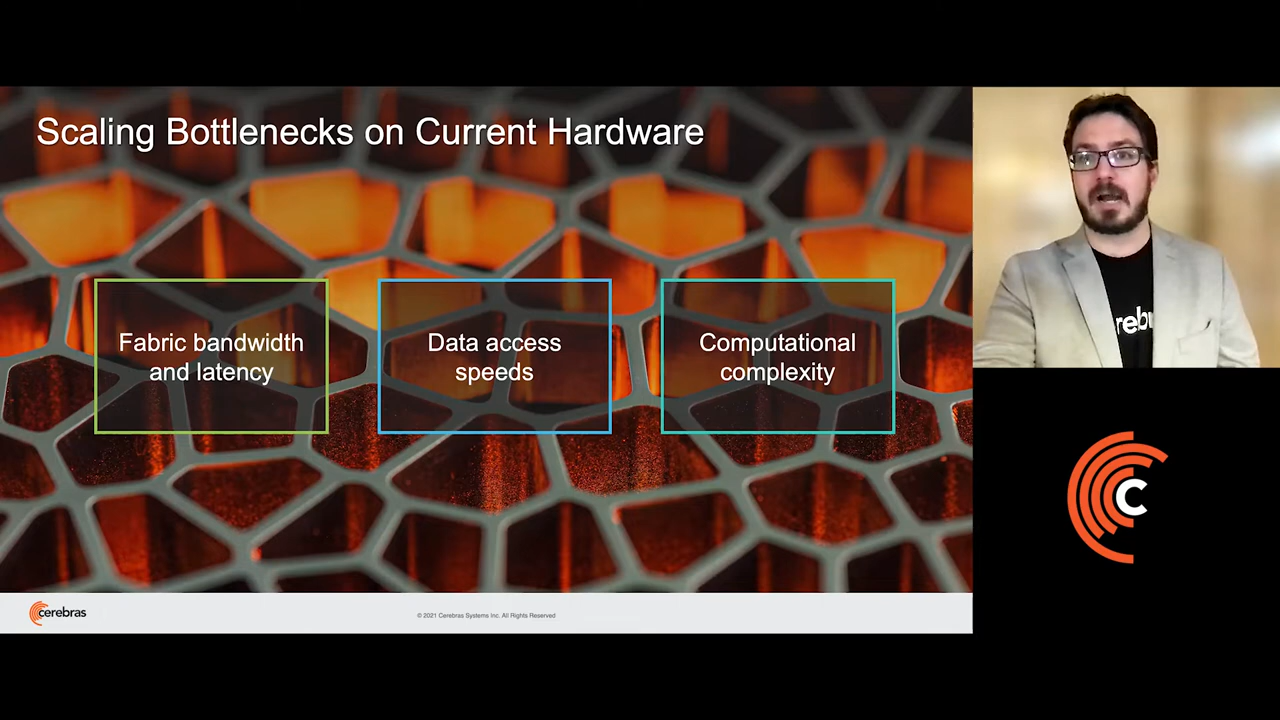 Scaling Bottlenecks on Current Hardware
Fabric bandwidth
and latency
Data access
speeds
Computational
complexity
cerebras
© 2021 Cerebras Systems Inc. All Rights Reserved
C